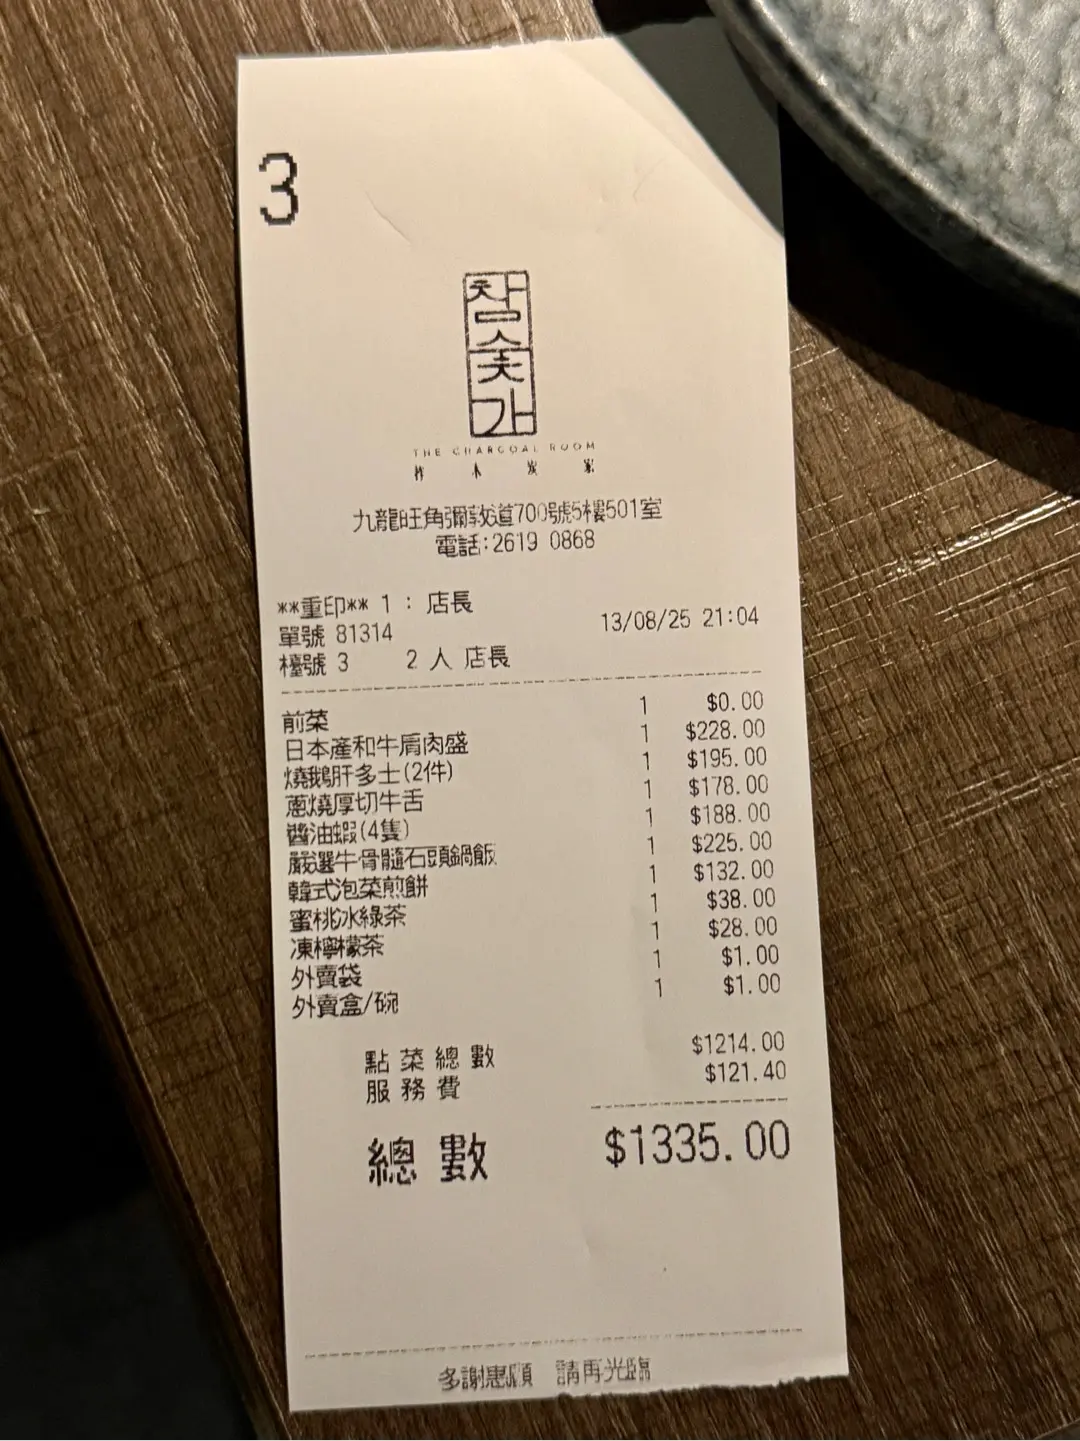 3
참숯가
THE CHARCOAL ROOM
柞木炭家
九龍旺角彌敦道700號5樓501室
電話:2619 0868
**重印** 1 : 店長
單號 81314 13/08/25 21:04
檯號 3 2 人 店長
前菜 1 $0.00
日本產和牛肩肉盛 1 $228.00
燒鵝肝多士(2件) 1 $195.00
蔥燒厚切牛舌 1 $178.00
醬油蝦(4隻) 1 $188.00
嚴選牛骨髓石頭鍋飯 1 $225.00
韓式泡菜煎餅 1 $132.00
蜜桃冰綠茶 1 $38.00
凍檸檬茶 1 $28.00
外賣袋 1 $1.00
外賣盒/碗 1 $1.00
點菜總數 $1214.00
服務費 $121.40
總數 $1335.00
多謝惠顧 請再光臨